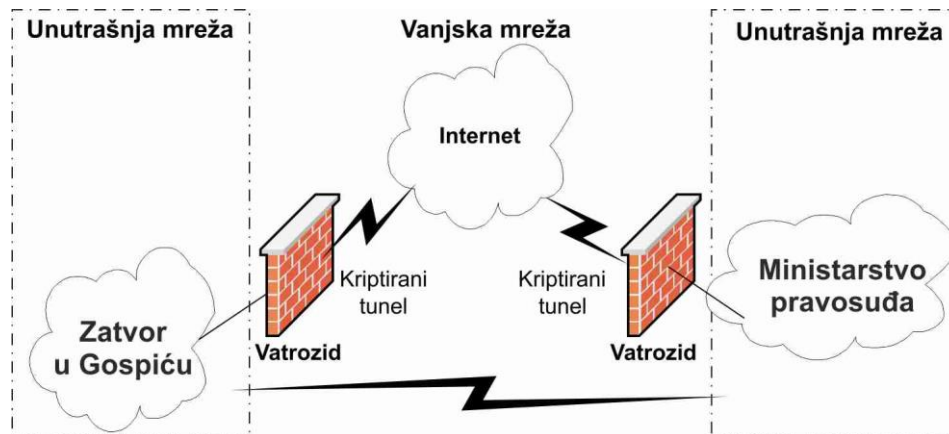 Unutrašnja mreža
Vanjska mreža
Unutrašnja mreža
Internet
Kriptirani
tunel
Kriptirani
tunel
Ministarstvo
pravosuđa
Zatvor
u Gospiću
Vatrozid
Vatrozid